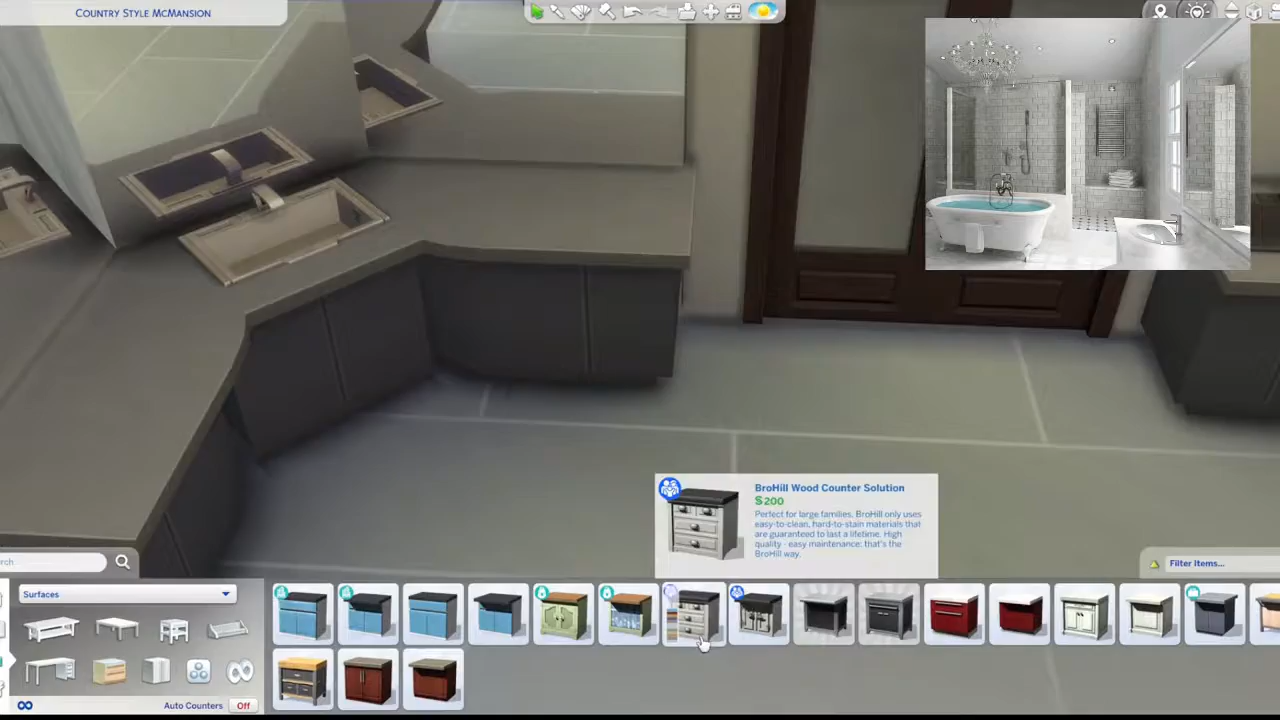 COUNTRY STYLE MCMANSION
BroHill Wood Counter Solution
§200
Perfect for large families, BroHill only uses
easy-to-clean, hard-to-stain materials that
are guaranteed to last a lifetime. High
quality - easy maintenance: that's the
BroHill way.
rch
Filter Items...
Surfaces
Auto Counters Off